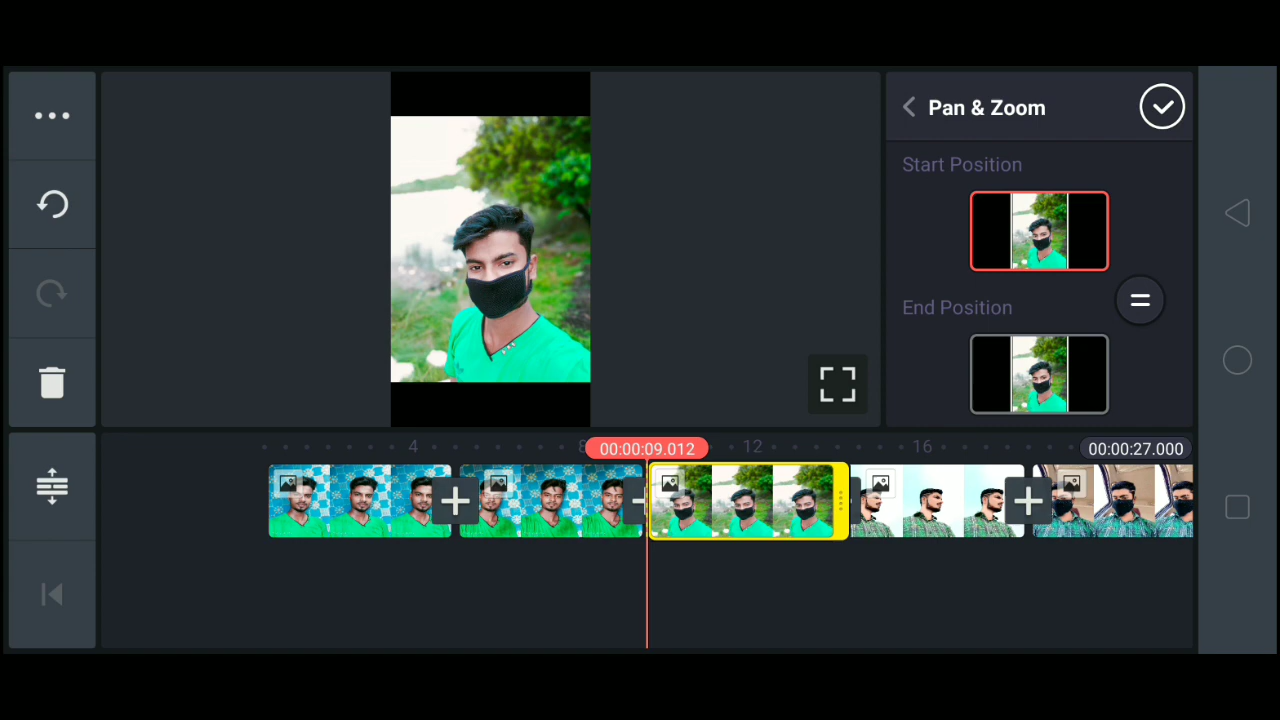 Pan & Zoom
Start Position
End Position
4
8
00:00:09.012
12
16
00:00:27.000